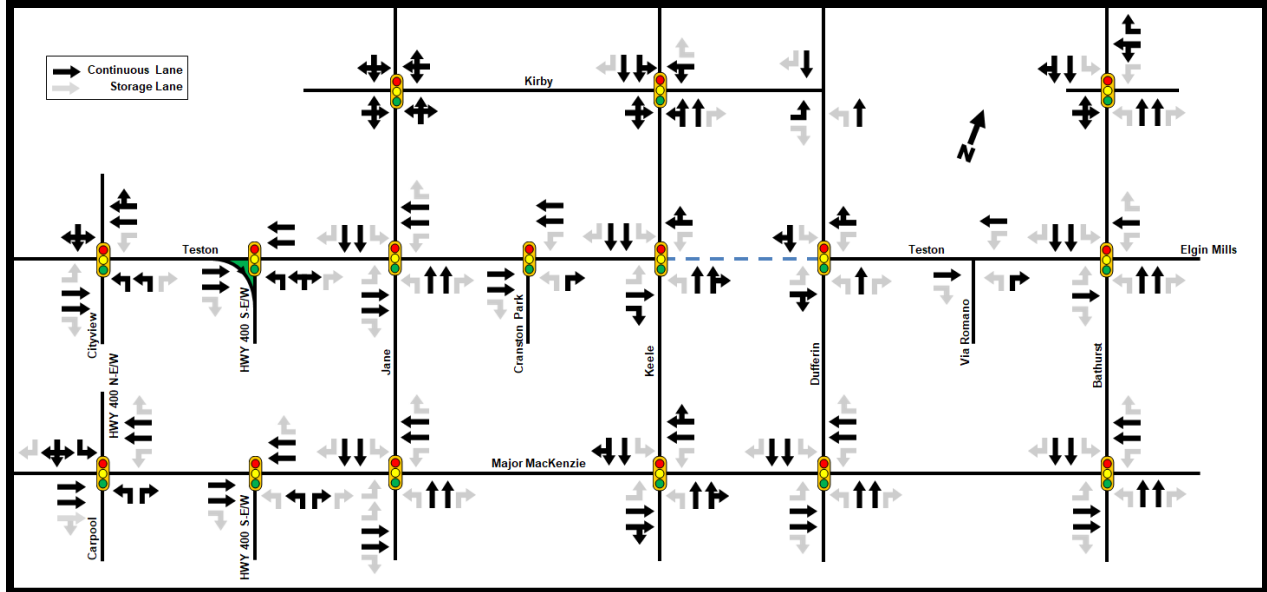 Continuous Lane
Storage Lane
Kirby
N
Teston
Teston
Elgin Mills
Cityview
HWY 400 S-E/W
Jane
Cranston Park
Keele
Dufferin
Via Romano
Bathurst
HWY 400 N-E/W
Major MacKenzie
Carpool
HWY 400 S-E/W